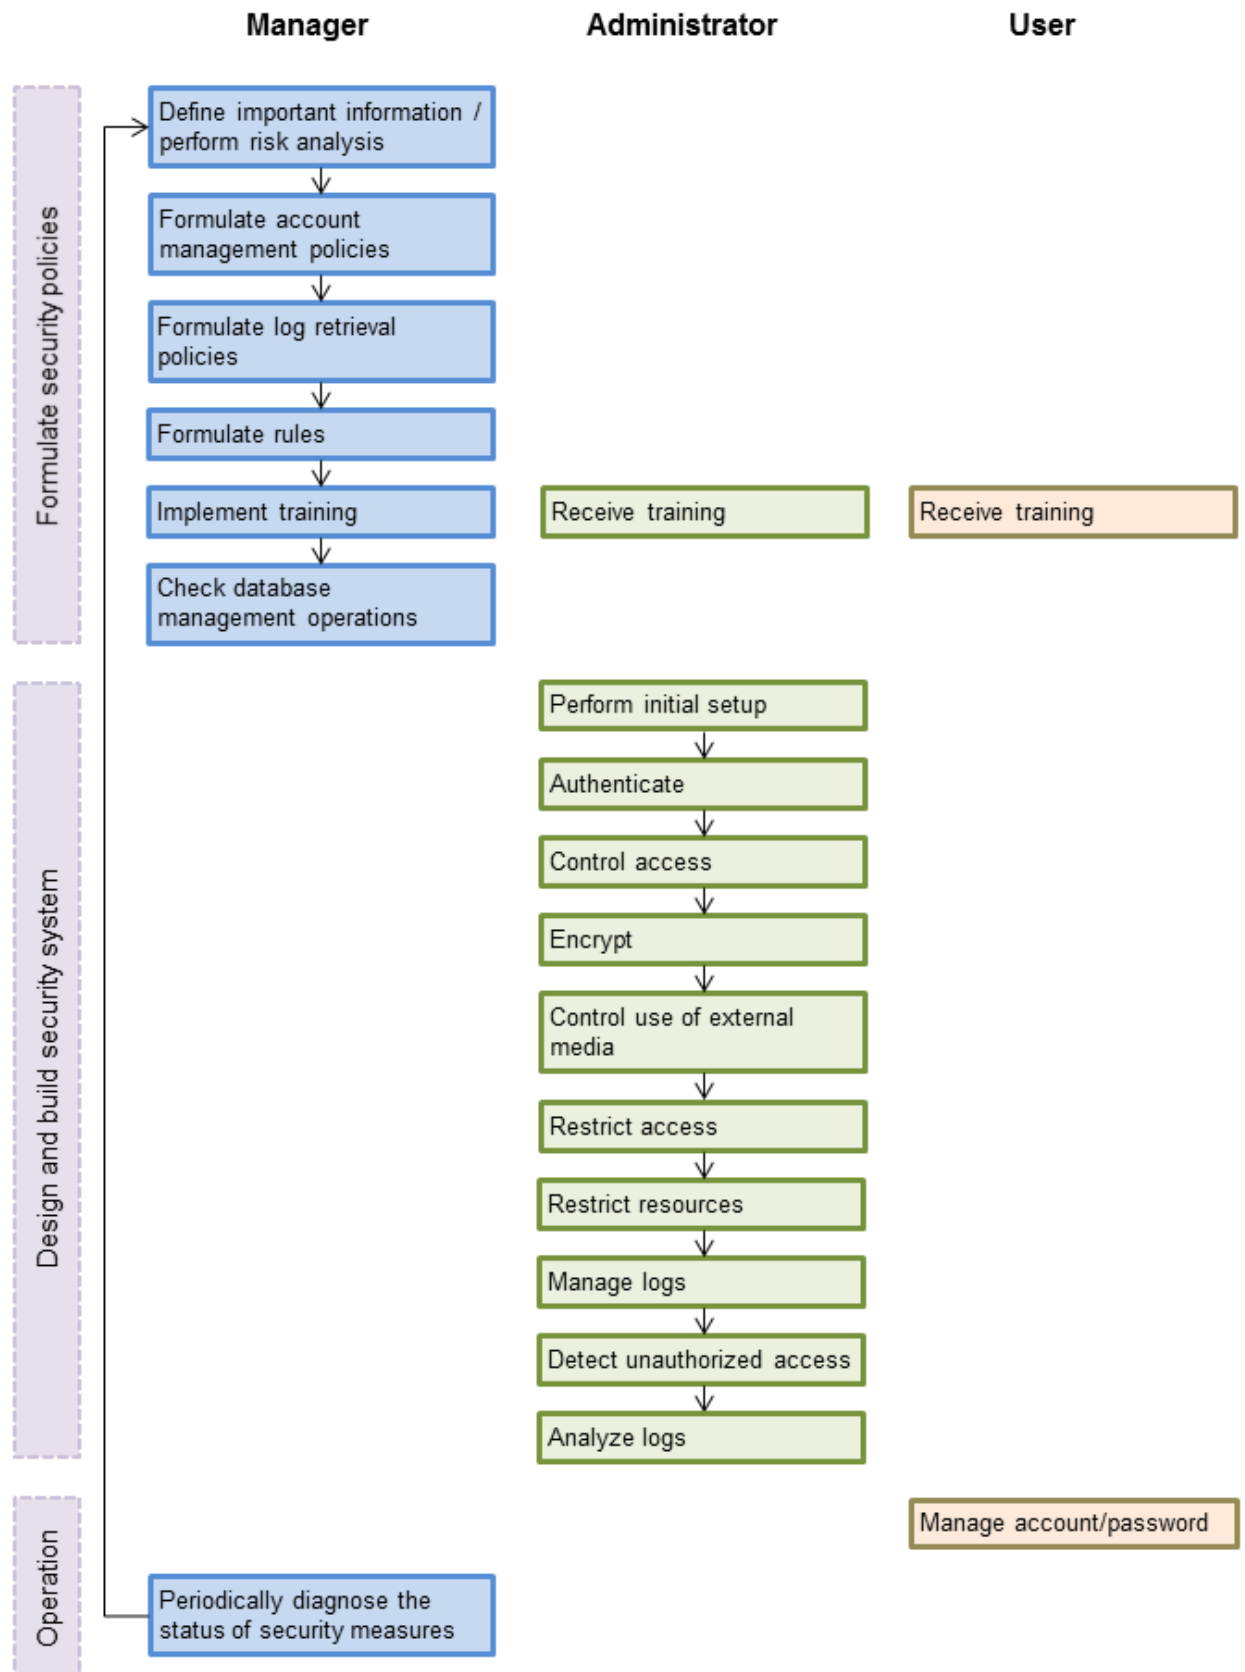 Manager
Administrator
User
Formulate security policies
Define important information /
perform risk analysis
Formulate account
management policies
Formulate log retrieval
policies
Formulate rules
Implement training
Receive training
Receive training
Check database
management operations
Design and build security system
Perform initial setup
Authenticate
Control access
Encrypt
Control use of external
media
Restrict access
Restrict resources
Manage logs
Detect unauthorized access
Analyze logs
Operation
Manage account/password
Periodically diagnose the
status of security measures